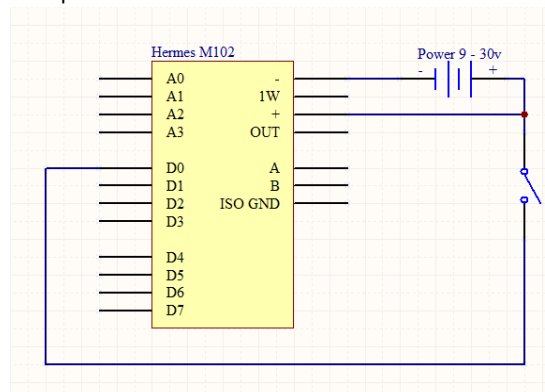 Hermes M102
Power 9 - 30v
- +
A0 -
A1 1W
A2 +
A3 OUT
D0 A
D1 B
D2 ISO GND
D3
D4
D5
D6
D7